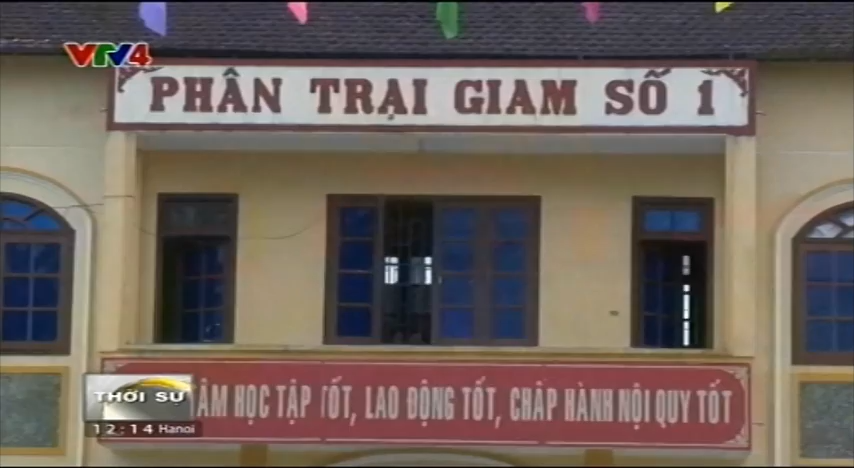 VTV4
PHÂN TRẠI GIAM SỐ 1
THỜI SỰ
12:14 Hanoi
TÂM HỌC TẬP TỐT, LAO ĐỘNG TỐT, CHẤP HÀNH NỘI QUY TỐT